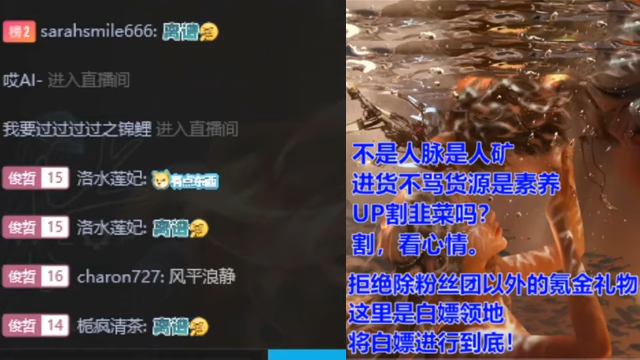 榜2 sarahsmile666: 离谱
哎AI- 进入直播间
我要过过过过之锦鲤 进入直播间
俊哲 15 洛水莲妃: 有点东西
俊哲 15 洛水莲妃: 离谱
俊哲 16 charon727: 风平浪静
俊哲 14 栀疯清茶: 离谱
不是人脉是人矿
进货不骂货源是素养
UP割韭菜吗?
割，看心情。
拒绝除粉丝团以外的氪金礼物
这里是白嫖领地
将白嫖进行到底!